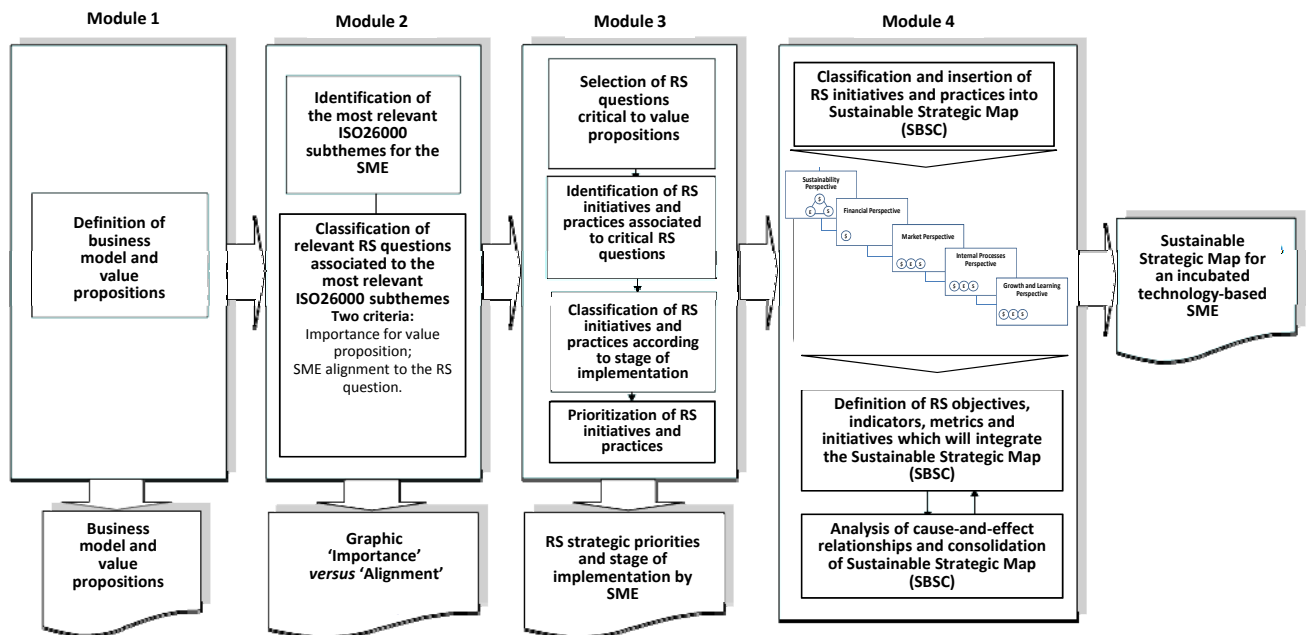 Module 1
Definition of
business model and
value
propositions
Business
model and
value
propositions
Module 2
Identification of
the most relevant
ISO26000
subthemes for the
SME
Classification of
relevant RS questions
associated to the
most relevant
ISO26000 subthemes
Two criteria:
Importance for value
proposition;
SME alignment to the RS
question.
Graphic
‘Importance’
versus ‘Alignment’
Module 3
Selection of RS
questions
critical to value
propositions
Identification of RS
initiatives and
practices associated
to critical RS
questions
Classification of RS
initiatives and
practices according
to stage of
implementation
Prioritization of RS
initiatives and
practices
RS strategic
priorities and
stage of
implementation by
SME
Module 4
Classification and insertion of
RS initiatives and practices into
Sustainable Strategic Map
(SBSC)
Sustainability
Perspective
$
E S
Financial Perspective
$
Market Perspective
$ E S
Internal Processes
Perspective
$ E S
Growth and Learning
Perspective
$ E S
Definition of RS objectives,
indicators, metrics and
initiatives which will integrate
the Sustainable Strategic Map
(SBSC)
Analysis of cause-and-effect
relationships and consolidation
of Sustainable Strategic Map
(SBSC)
Sustainable
Strategic Map for
an incubated
technology-based
SME